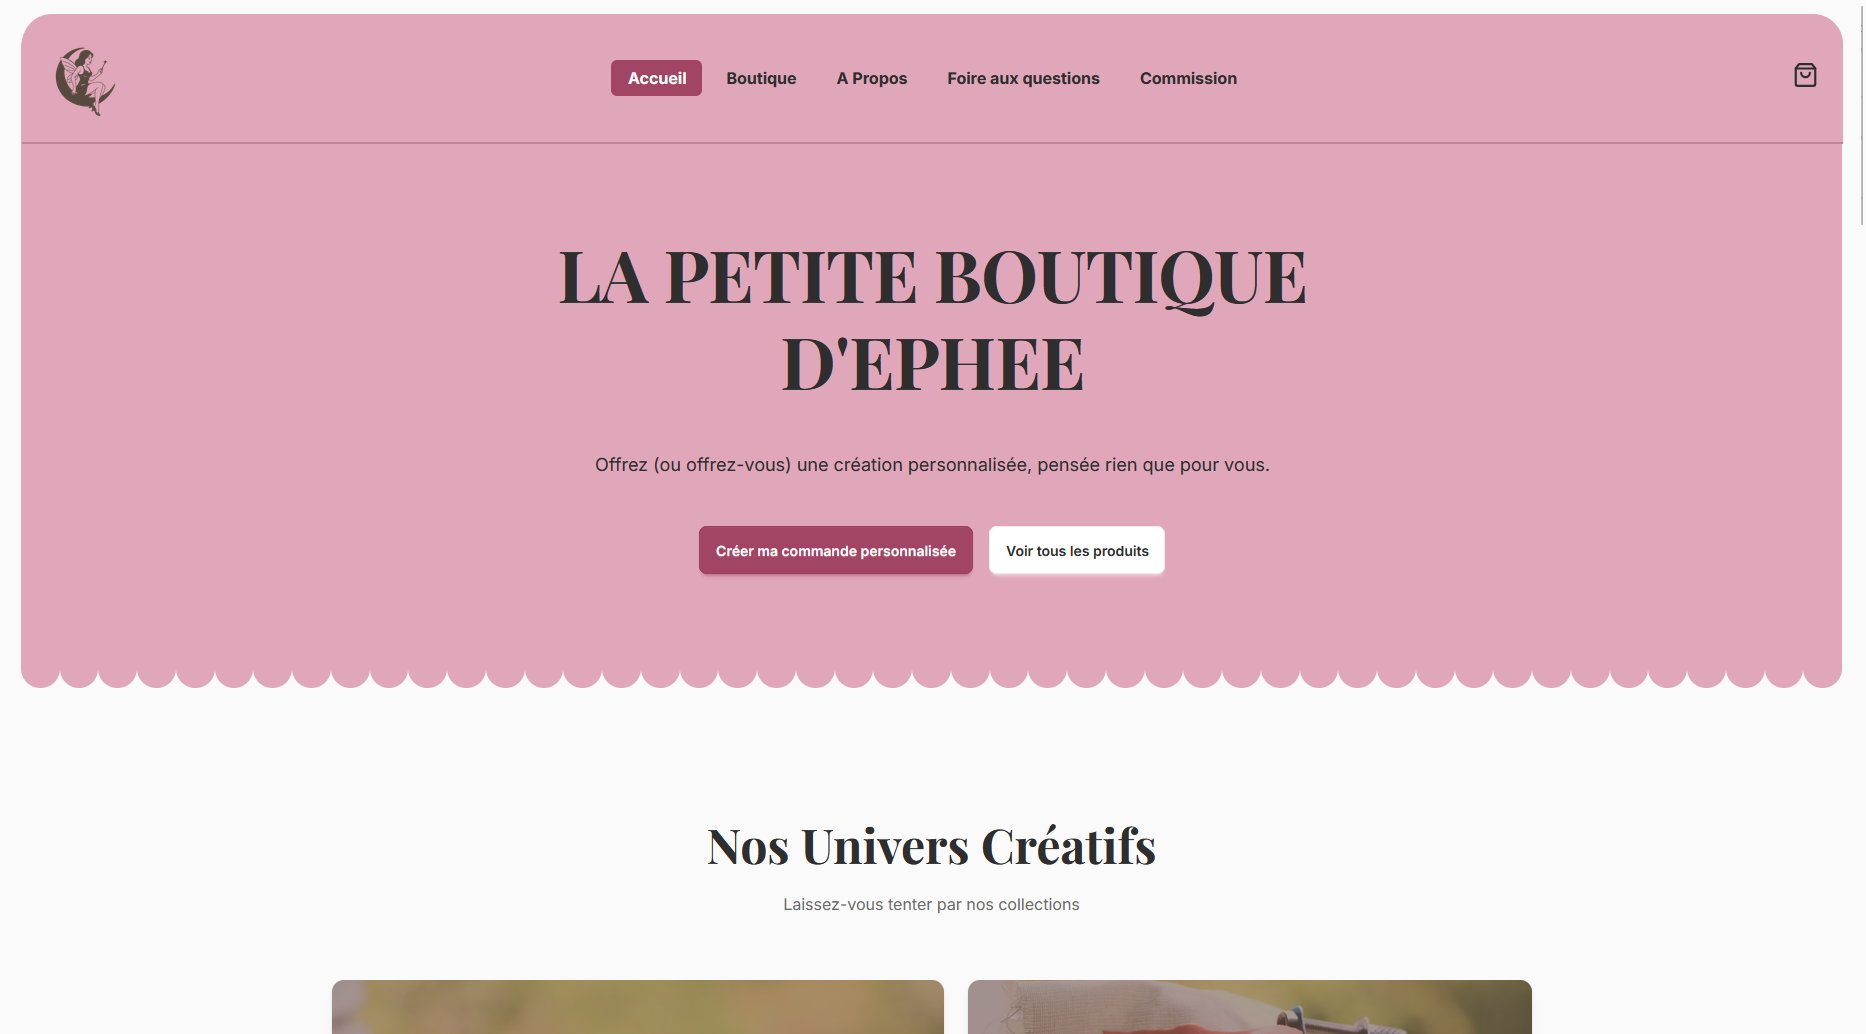 Accueil
Boutique
A Propos
Foire aux questions
Commission
LA PETITE BOUTIQUE
D'EPHEE
Offrez (ou offrez-vous) une création personnalisée, pensée rien que pour vous.
Créer ma commande personnalisée
Voir tous les produits
Nos Univers Créatifs
Laissez-vous tenter par nos collections